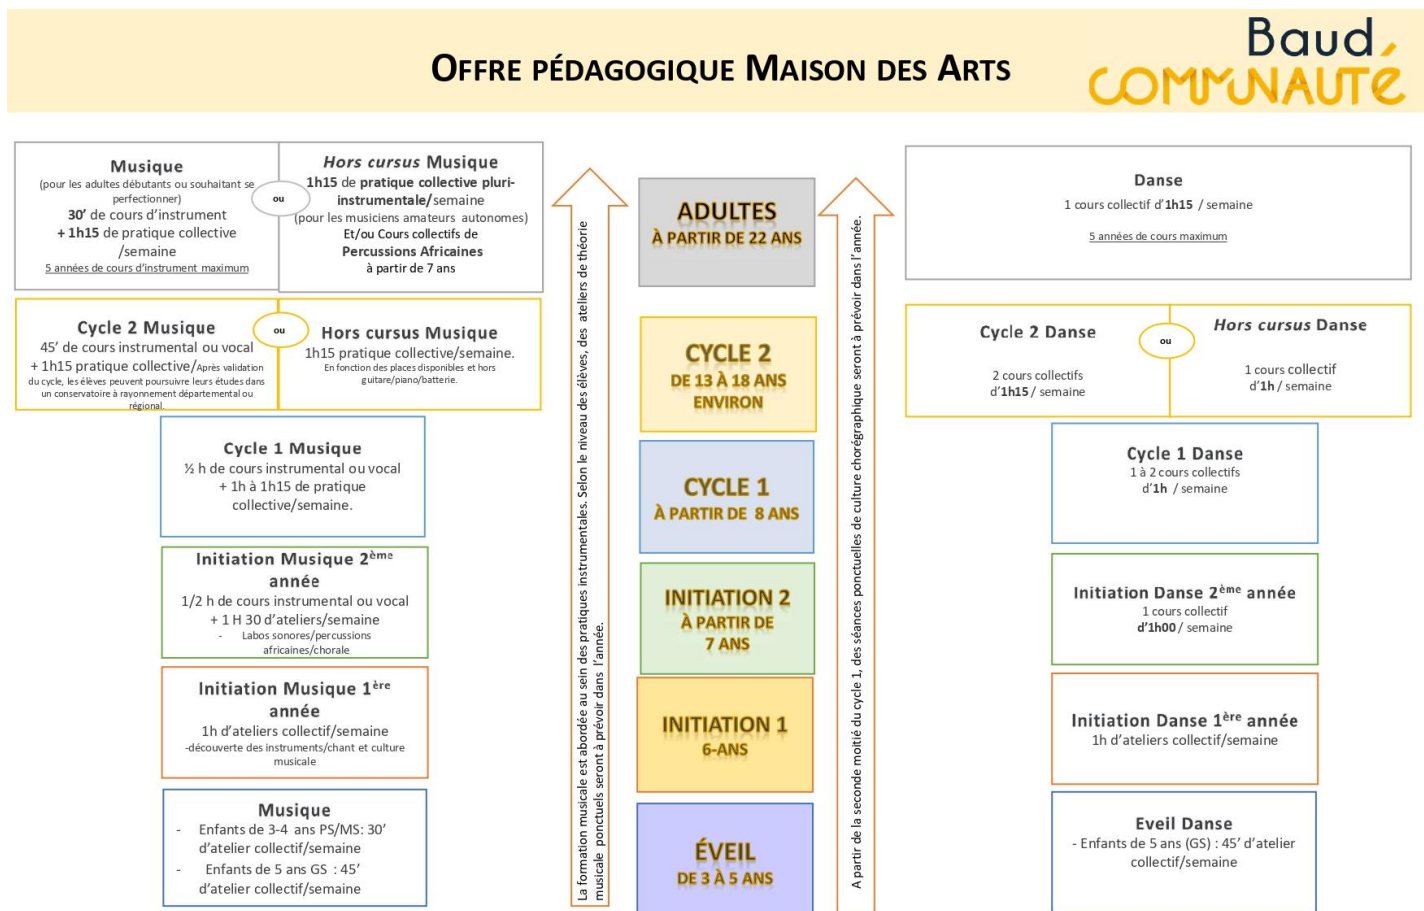 OFFRE PÉDAGOGIQUE MAISON DES ARTS
Baud
COMMUNAUTÉ
Musique
(pour les adultes débutants ou souhaitant se
perfectionner)
30’ de cours d’instrument
+ 1h15 de pratique collective
/semaine
5 années de cours d’instrument maximum
ou
Hors cursus Musique
1h15 de pratique collective pluri-
instrumentale/semaine
(pour les musiciens amateurs autonomes)
Et/ou Cours collectifs de
Percussions Africaines
à partir de 7 ans
Cycle 2 Musique
45’ de cours instrumental ou vocal
+ 1h15 pratique collective/Après validation
du cycle, les élèves peuvent poursuivre leurs études dans
un conservatoire à rayonnement départemental ou
régional.
ou
Hors cursus Musique
1h15 pratique collective/semaine.
En fonction des places disponibles et hors
guitare/piano/batterie.
Cycle 1 Musique
½ h de cours instrumental ou vocal
+ 1h à 1h15 de pratique
collective/semaine.
Initiation Musique 2ème
année
1/2 h de cours instrumental ou vocal
+ 1 H 30 d’ateliers/semaine
- Labos sonores/percussions
africaines/chorale
Initiation Musique 1ère
année
1h d’ateliers collectif/semaine
-découverte des instruments/chant et culture
musicale
Musique
- Enfants de 3-4 ans PS/MS: 30’
d’atelier collectif/semaine
- Enfants de 5 ans GS : 45’
d’atelier collectif/semaine
La formation musicale est abordée au sein des pratiques instrumentales. Selon le niveau des élèves, des ateliers de théorie
musicale ponctuels seront à prévoir dans l’année.
ADULTES
À PARTIR DE 22 ANS
CYCLE 2
DE 13 À 18 ANS
ENVIRON
CYCLE 1
À PARTIR DE 8 ANS
INITIATION 2
À PARTIR DE
7 ANS
INITIATION 1
6-ANS
ÉVEIL
DE 3 À 5 ANS
A partir de la seconde moitié du cycle 1, des séances ponctuelles de culture chorégraphique seront à prévoir dans l’année.
Danse
1 cours collectif d’1h15 / semaine
5 années de cours maximum
Cycle 2 Danse
2 cours collectifs
d’1h15 / semaine
ou
Hors cursus Danse
1 cours collectif
d’1h / semaine
Cycle 1 Danse
1 à 2 cours collectifs
d’1h / semaine
Initiation Danse 2ème année
1 cours collectif
d’1h00 / semaine
Initiation Danse 1ère année
1h d’ateliers collectif/semaine
Eveil Danse
- Enfants de 5 ans (GS) : 45’ d’atelier
collectif/semaine